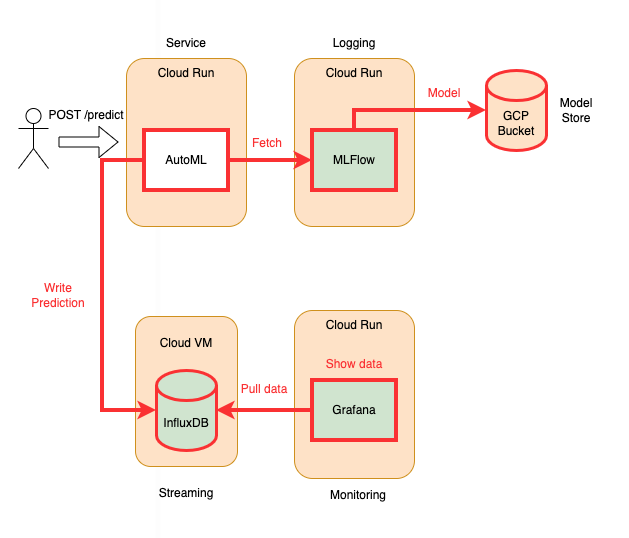 Service
Logging
Cloud Run
Cloud Run
Model
GCP
Bucket
Model
Store
POST /predict
AutoML
Fetch
MLFlow
Write
Prediction
Cloud VM
InfluxDB
Pull data
Cloud Run
Show data
Grafana
Streaming
Monitoring